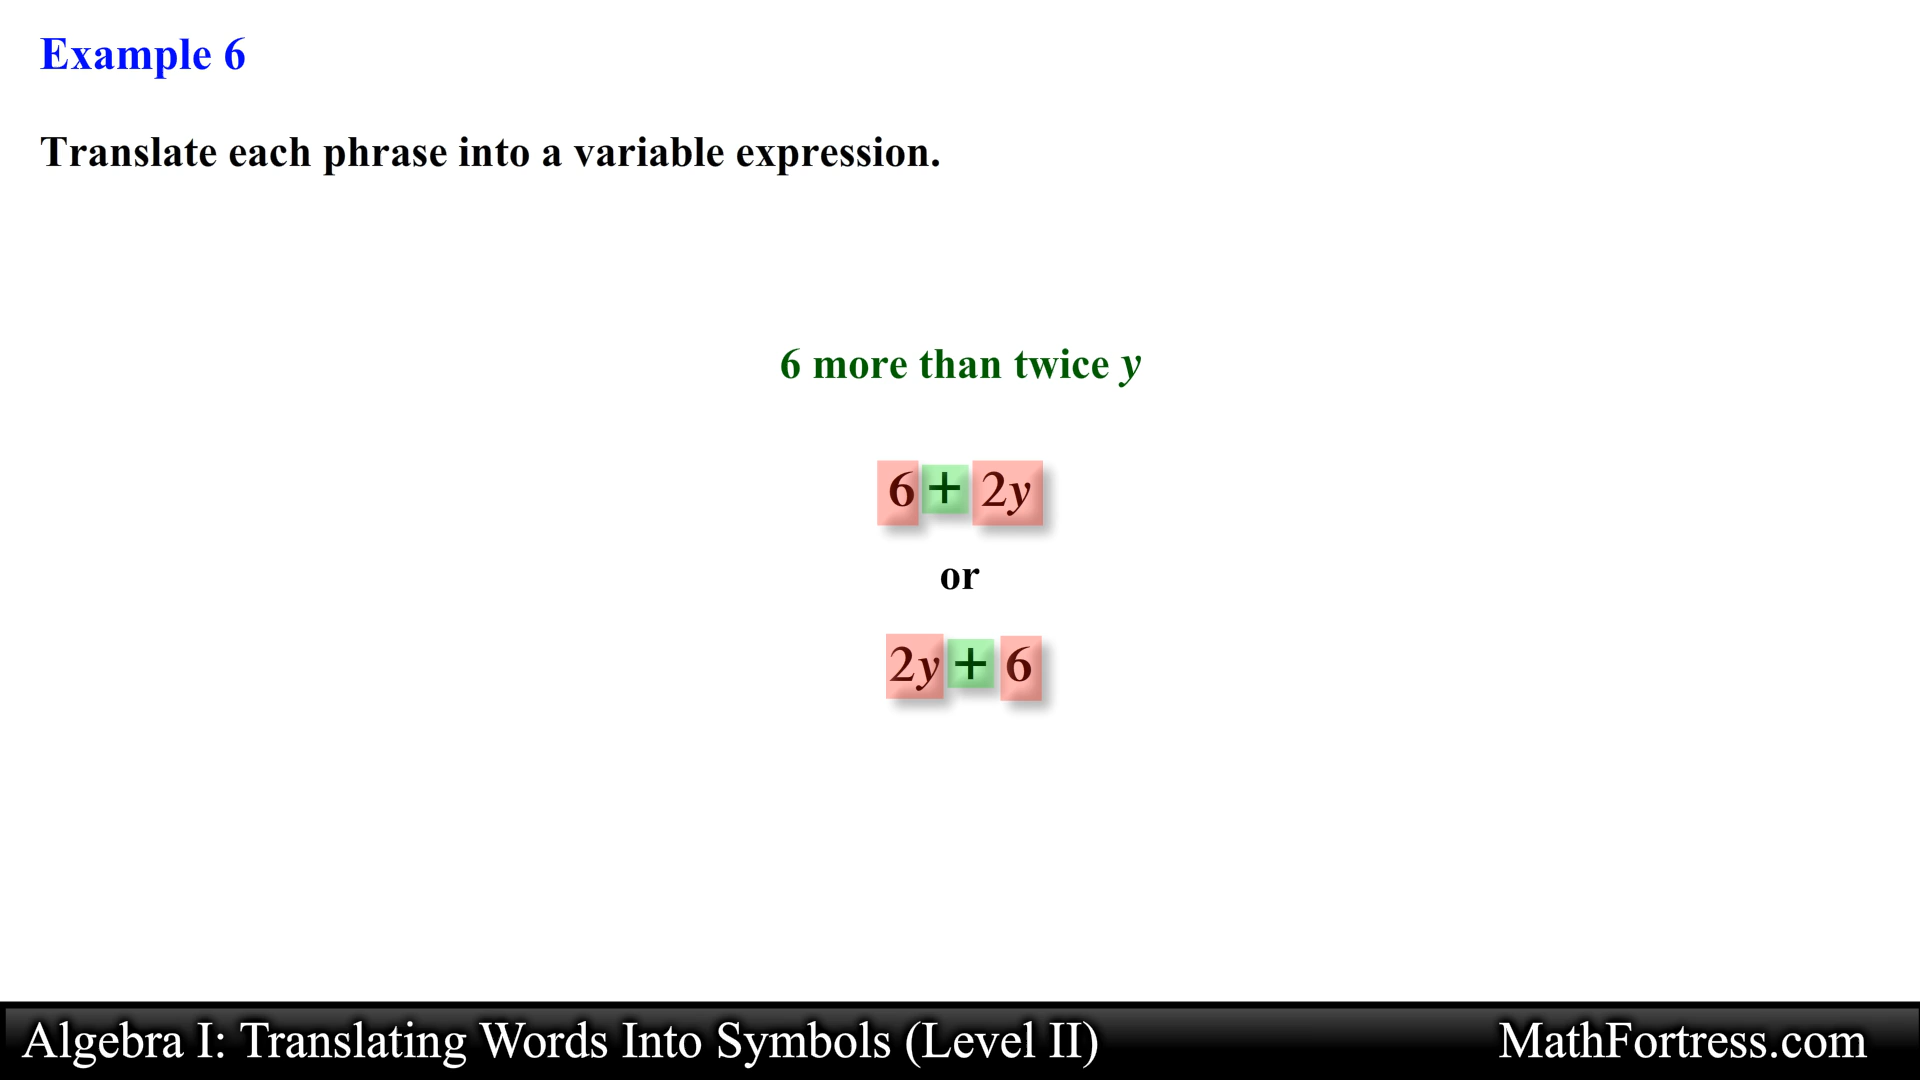 Example 6
Translate each phrase into a variable expression.
6 more than twice y
6 + 2y
or
2y + 6
Algebra I: Translating Words Into Symbols (Level II)
MathFortress.com